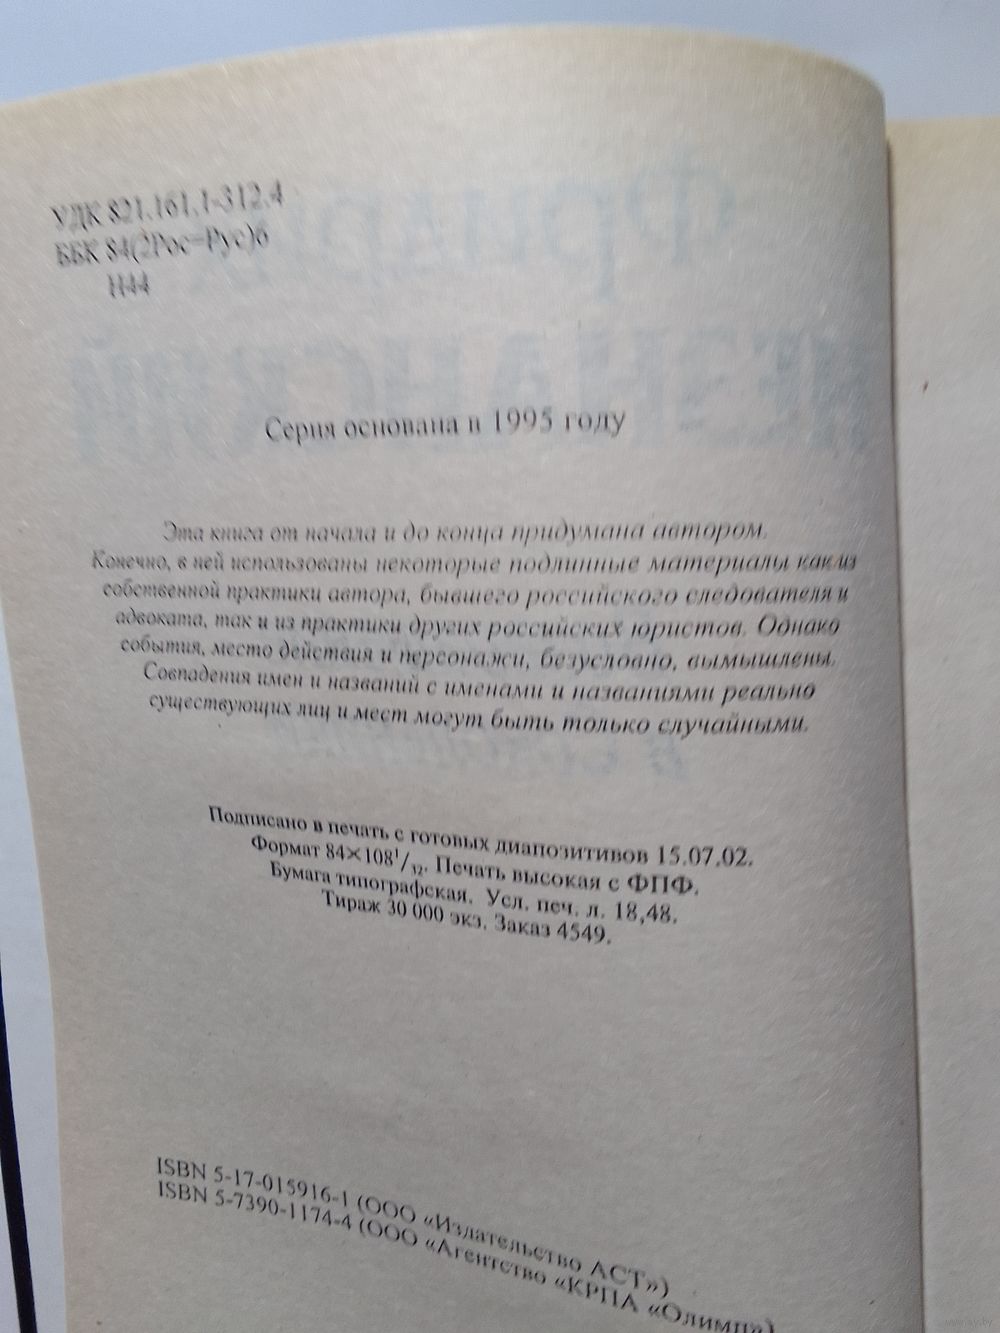 УДК 821.161.1-312.4
ББК 84(2Рос=Рус)6
Н44
Серия основана в 1995 году
Эта книга от начала и до конца придумана автором.
Конечно, в ней использованы некоторые подлинные материалы как из
собственной практики автора, бывшего российского следователя и
адвоката, так и из практики других российских юристов. Однако
события, место действия и персонажи, безусловно, вымышлены.
Совпадения имен и названий с именами и названиями реально
существующих лиц и мест могут быть только случайными.
Подписано в печать с готовых диапозитивов 15.07.02.
Формат 84×108¹/₃₂. Печать высокая с ФПФ.
Бумага типографская. Усл. печ. л. 18,48.
Тираж 30 000 экз. Заказ 4549.
ISBN 5-17-015916-1 (ООО «Издательство АСТ»)
ISBN 5-7390-1174-4 (ООО «Агентство «КРПА «Олимп»)